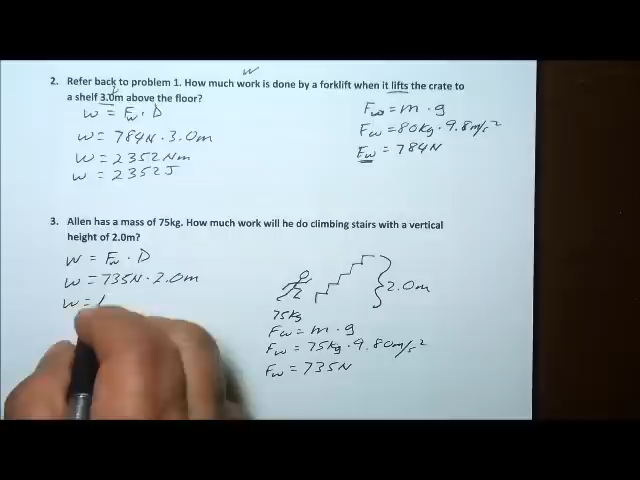 w
2. Refer back to problem 1. How much work is done by a forklift when it lifts the crate to
a shelf 3.0m above the floor?
w = Fw · D
w = 784N · 3.0m
w = 2352Nm
w = 2352J
Fw = m · g
Fw = 80kg · 9.8m/s²
Fw = 784N
3. Allen has a mass of 75kg. How much work will he do climbing stairs with a vertical
height of 2.0m?
w = Fw · D
w = 735N · 2.0m
w =
2.0m
75kg
Fw = m · g
Fw = 75kg · 9.80m/s²
Fw = 735N